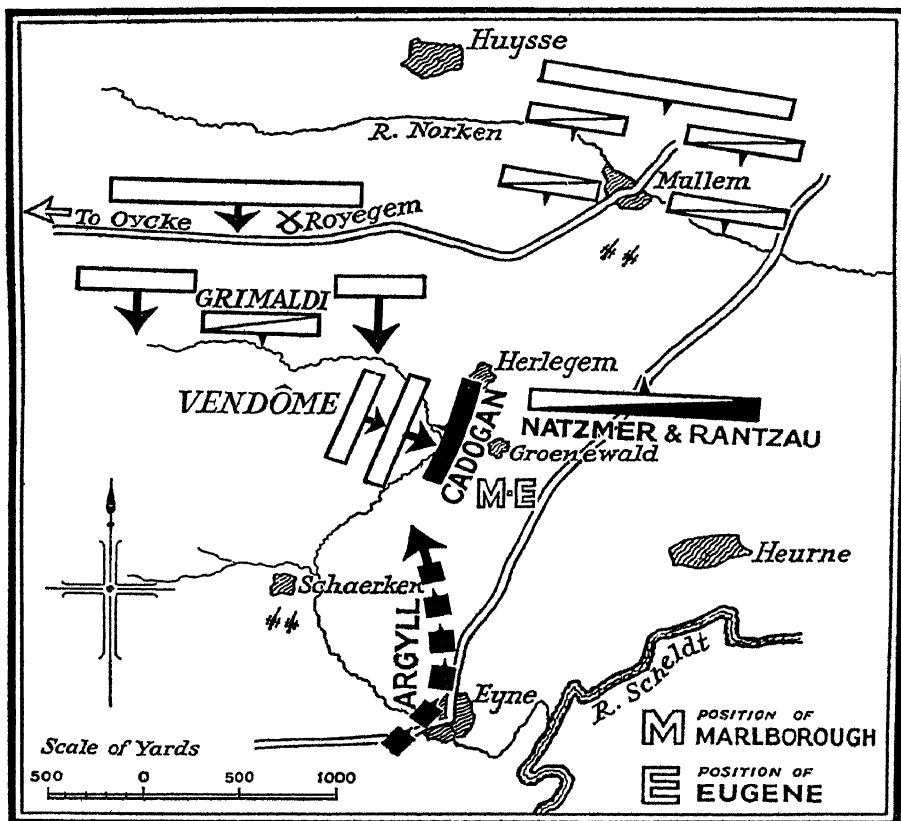 Huysse
R. Norken
Mullem
To Oycke
Royegem
GRIMALDI
Herlegem
VENDÔME
CADOGAN
NATZMER & RANTZAU
Groenewald
M-E
Heurne
Schaerken
ARGYLL
Eyne
R. Scheldt
M POSITION OF MARLBOROUGH
E POSITION OF EUGENE
Scale of Yards
500 0 500 1000